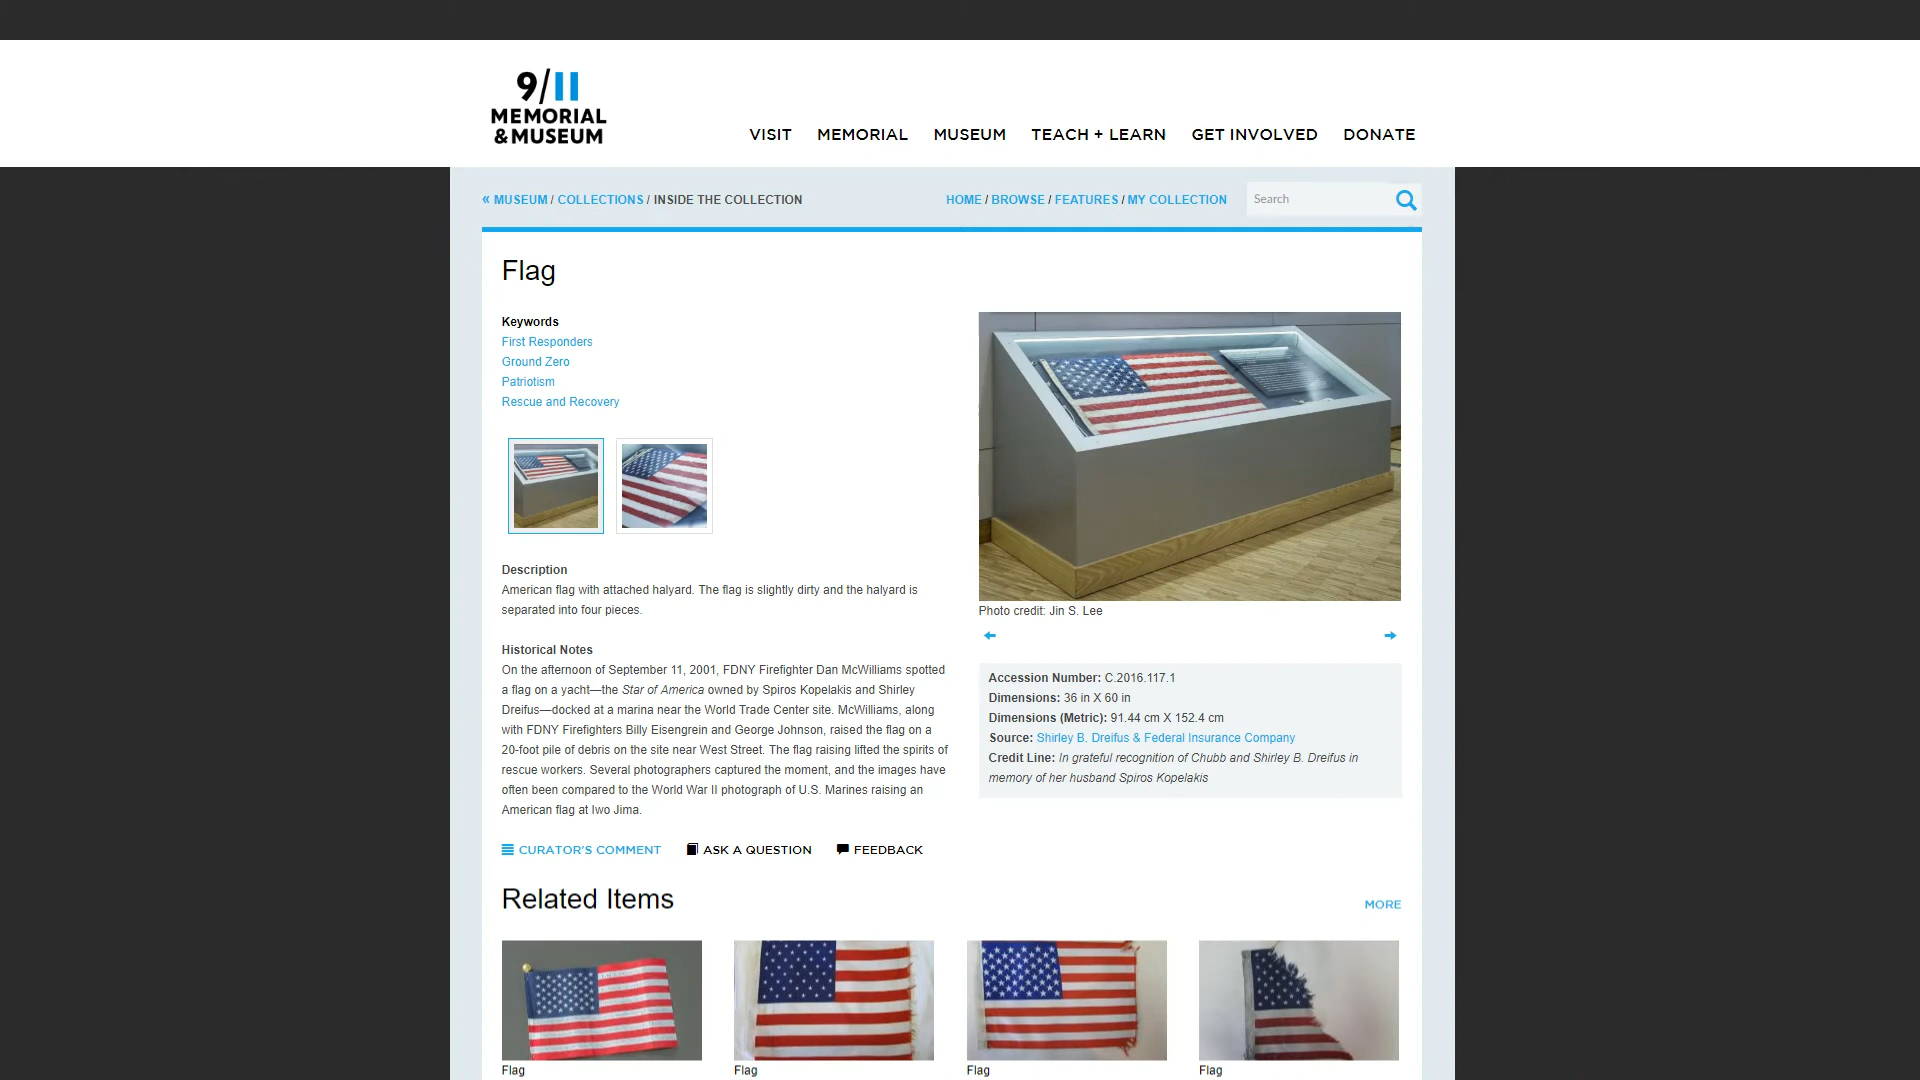 9/11
MEMORIAL
& MUSEUM
VISIT MEMORIAL MUSEUM TEACH + LEARN GET INVOLVED DONATE
« MUSEUM / COLLECTIONS / INSIDE THE COLLECTION
HOME / BROWSE / FEATURES / MY COLLECTION
Search
Flag
Keywords
First Responders
Ground Zero
Patriotism
Rescue and Recovery
Description
American flag with attached halyard. The flag is slightly dirty and the halyard is
separated into four pieces.
Historical Notes
On the afternoon of September 11, 2001, FDNY Firefighter Dan McWilliams spotted
a flag on a yacht—the Star of America owned by Spiros Kopelakis and Shirley
Dreifus—docked at a marina near the World Trade Center site. McWilliams, along
with FDNY Firefighters Billy Eisengrein and George Johnson, raised the flag on a
20-foot pile of debris on the site near West Street. The flag raising lifted the spirits of
rescue workers. Several photographers captured the moment, and the images have
often been compared to the World War II photograph of U.S. Marines raising an
American flag at Iwo Jima.
CURATOR'S COMMENT ASK A QUESTION FEEDBACK
Photo credit: Jin S. Lee
Accession Number: C.2016.117.1
Dimensions: 36 in X 60 in
Dimensions (Metric): 91.44 cm X 152.4 cm
Source: Shirley B. Dreifus & Federal Insurance Company
Credit Line: In grateful recognition of Chubb and Shirley B. Dreifus in
memory of her husband Spiros Kopelakis
Related Items
MORE
Flag Flag Flag Flag